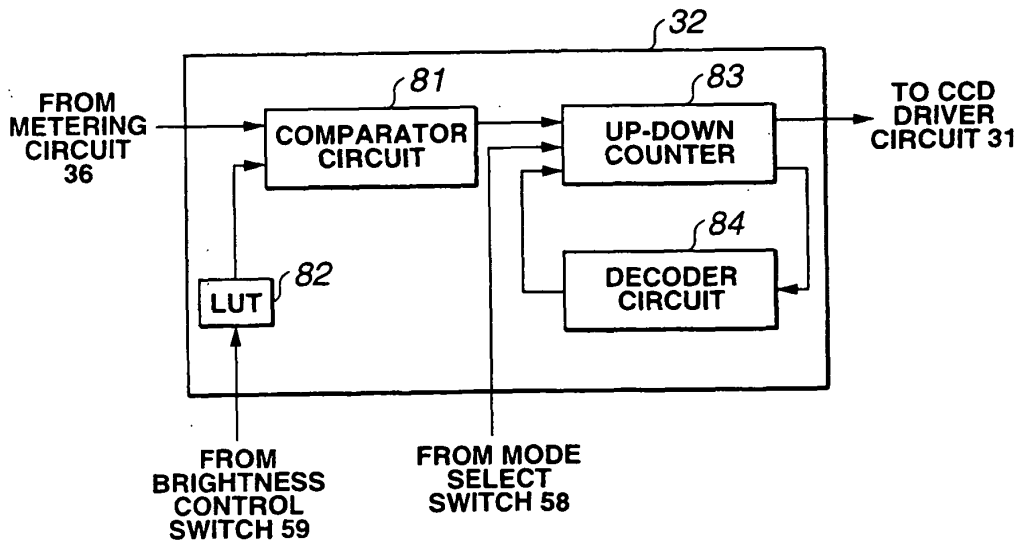 32
FROM
METERING
CIRCUIT
36
81
COMPARATOR
CIRCUIT
83
UP-DOWN
COUNTER
TO CCD
DRIVER
CIRCUIT 31
84
DECODER
CIRCUIT
82
LUT
FROM
BRIGHTNESS
CONTROL
SWITCH 59
FROM MODE
SELECT
SWITCH 58